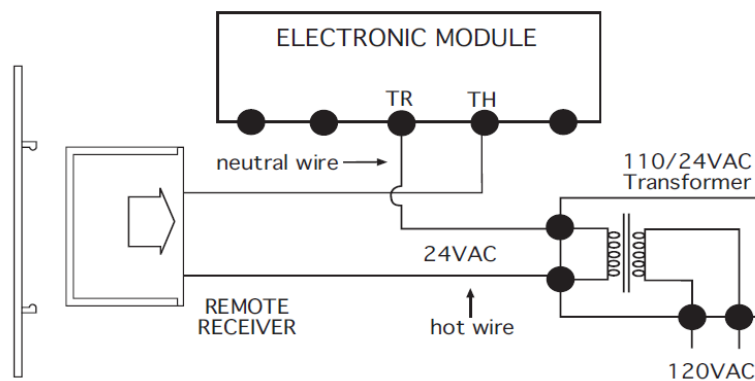 ELECTRONIC MODULE
TR TH
neutral wire
110/24VAC
Transformer
24VAC
REMOTE
RECEIVER
hot wire
120VAC